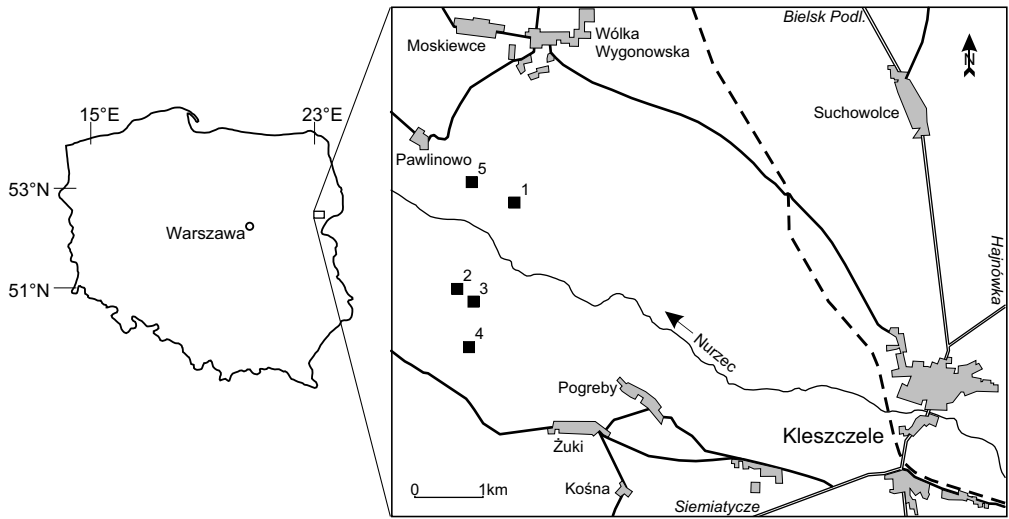 15°E
23°E
53°N
51°N
Warszawa
Bielsk Podl.
Moskiewce
Wólka
Wygonowska
N
Suchowolce
Pawlinowo
5
1
Hajnówka
2
3
4
Nurzec
Pogreby
Kleszczele
Żuki
Kośna
Siemiatycze
0
1km